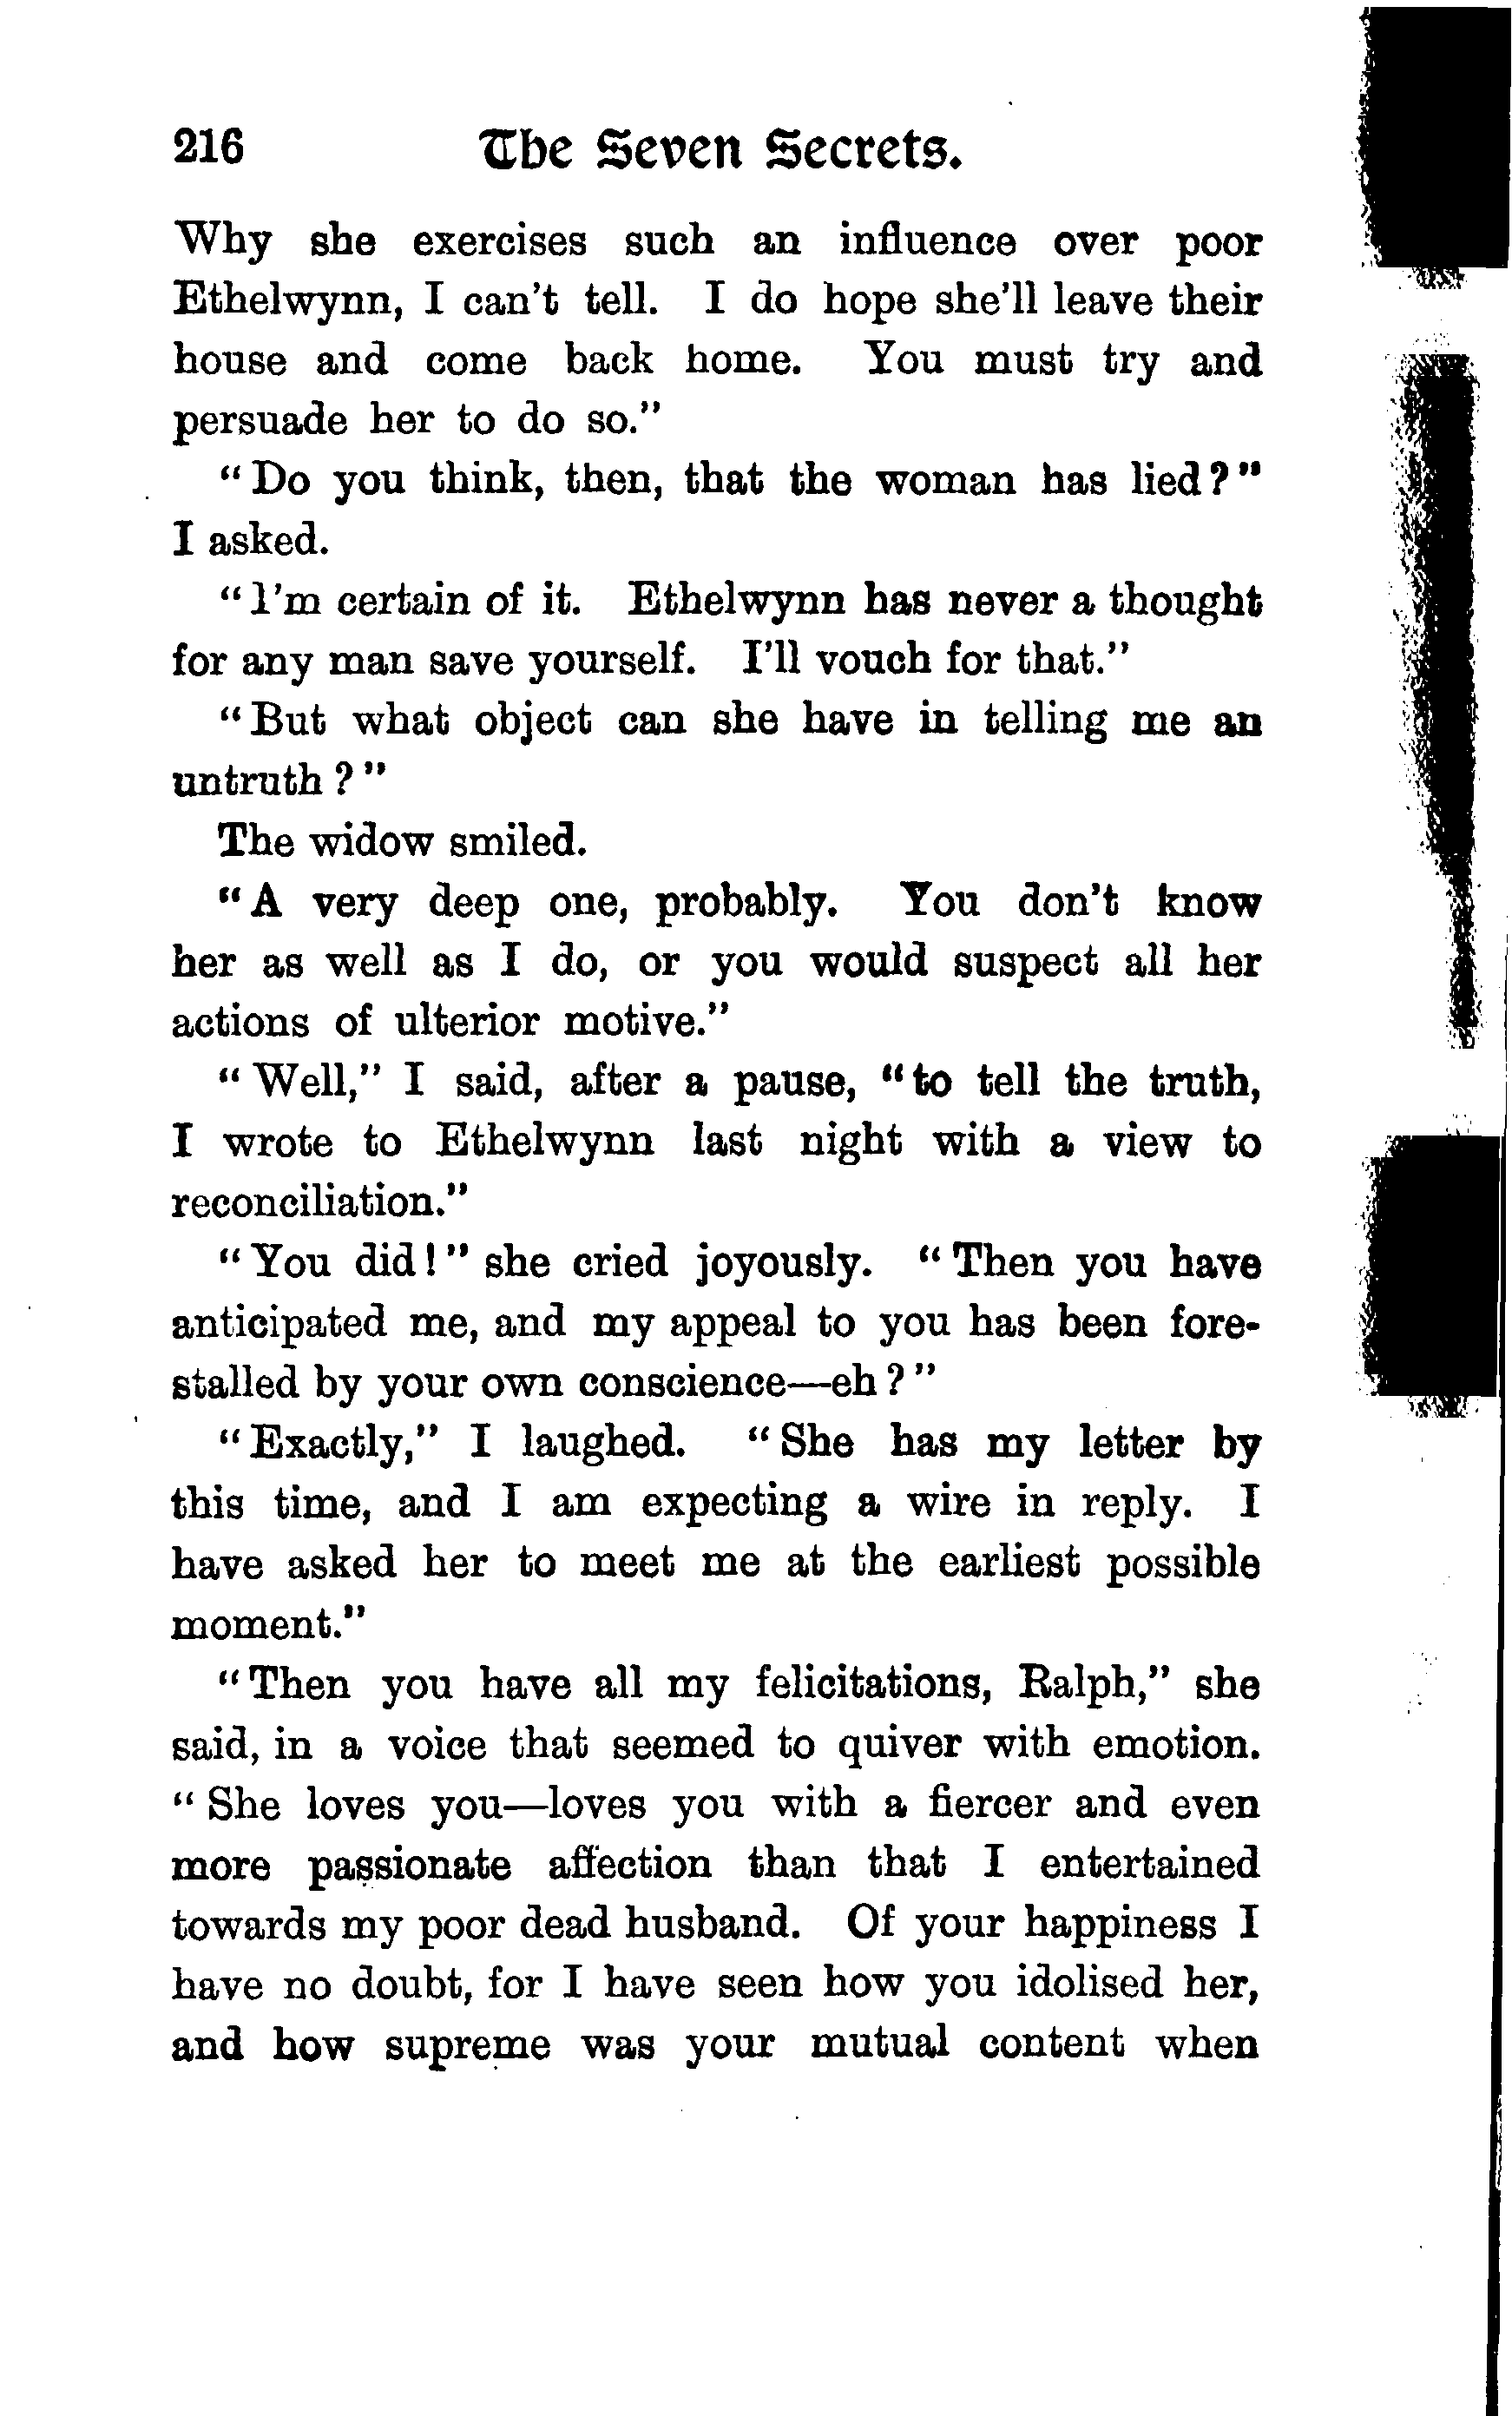 216 The Seven Secrets.
Why she exercises such an influence over poor
Ethelwynn, I can't tell. I do hope she'll leave their
house and come back home. You must try and
persuade her to do so."
"Do you think, then, that the woman has lied?"
I asked.
"I'm certain of it. Ethelwynn has never a thought
for any man save yourself. I'll vouch for that."
"But what object can she have in telling me an
untruth?"
The widow smiled.
"A very deep one, probably. You don't know
her as well as I do, or you would suspect all her
actions of ulterior motive."
"Well," I said, after a pause, "to tell the truth,
I wrote to Ethelwynn last night with a view to
reconciliation."
"You did!" she cried joyously. "Then you have
anticipated me, and my appeal to you has been fore-
stalled by your own conscience—eh?"
"Exactly," I laughed. "She has my letter by
this time, and I am expecting a wire in reply. I
have asked her to meet me at the earliest possible
moment."
"Then you have all my felicitations, Ralph," she
said, in a voice that seemed to quiver with emotion.
"She loves you—loves you with a fiercer and even
more passionate affection than that I entertained
towards my poor dead husband. Of your happiness I
have no doubt, for I have seen how you idolised her,
and how supreme was your mutual content when